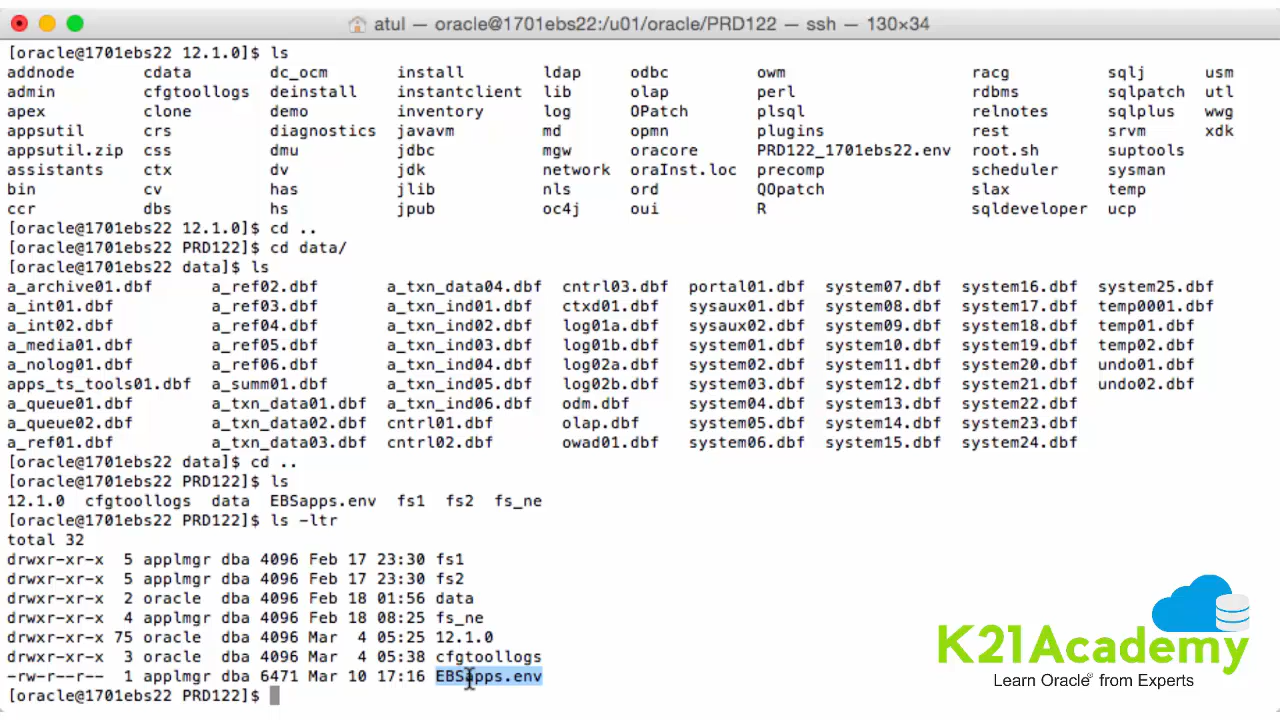 atul — oracle@1701ebs22:/u01/oracle/PRD122 — ssh — 130×34
[oracle@1701ebs22 12.1.0]$ ls
addnode cdata dc_ocm install ldap odbc owm racg sqlj usm
admin cfgtoollogs deinstall instantclient lib olap perl rdbms sqlpatch utl
apex clone demo inventory log OPatch plsql relnotes sqlplus wwg
appsutil crs diagnostics javavm md opmn plugins rest srvm xdk
appsutil.zip css dmu jdbc mgw oracore PRD122_1701ebs22.env root.sh suptools
assistants ctx dv jdk network oraInst.loc precomp scheduler sysman
bin cv has jlib nls ord QOpatch slax temp
ccr dbs hs jpub oc4j oui R sqldeveloper ucp
[oracle@1701ebs22 12.1.0]$ cd ..
[oracle@1701ebs22 PRD122]$ cd data/
[oracle@1701ebs22 data]$ ls
a_archive01.dbf a_ref02.dbf a_txn_data04.dbf cntrl03.dbf portal01.dbf system07.dbf system16.dbf system25.dbf
a_int01.dbf a_ref03.dbf a_txn_ind01.dbf ctxd01.dbf sysaux01.dbf system08.dbf system17.dbf temp0001.dbf
a_int02.dbf a_ref04.dbf a_txn_ind02.dbf log01a.dbf sysaux02.dbf system09.dbf system18.dbf temp01.dbf
a_media01.dbf a_ref05.dbf a_txn_ind03.dbf log01b.dbf system01.dbf system10.dbf system19.dbf temp02.dbf
a_nolog01.dbf a_ref06.dbf a_txn_ind04.dbf log02a.dbf system02.dbf system11.dbf system20.dbf undo01.dbf
apps_ts_tools01.dbf a_summ01.dbf a_txn_ind05.dbf log02b.dbf system03.dbf system12.dbf system21.dbf undo02.dbf
a_queue01.dbf a_txn_data01.dbf a_txn_ind06.dbf odm.dbf system04.dbf system13.dbf system22.dbf
a_queue02.dbf a_txn_data02.dbf cntrl01.dbf olap.dbf system05.dbf system14.dbf system23.dbf
a_ref01.dbf a_txn_data03.dbf cntrl02.dbf owad01.dbf system06.dbf system15.dbf system24.dbf
[oracle@1701ebs22 data]$ cd ..
[oracle@1701ebs22 PRD122]$ ls
12.1.0 cfgtoollogs data EBSapps.env fs1 fs2 fs_ne
[oracle@1701ebs22 PRD122]$ ls -ltr
total 32
drwxr-xr-x 5 applmgr dba 4096 Feb 17 23:30 fs1
drwxr-xr-x 5 applmgr dba 4096 Feb 17 23:30 fs2
drwxr-xr-x 2 oracle dba 4096 Feb 18 01:56 data
drwxr-xr-x 4 applmgr dba 4096 Feb 18 08:25 fs_ne
drwxr-xr-x 75 oracle dba 4096 Mar 4 05:25 12.1.0
drwxr-xr-x 3 oracle dba 4096 Mar 4 05:38 cfgtoollogs
-rw-r--r-- 1 applmgr dba 6471 Mar 10 17:16 EBSapps.env
[oracle@1701ebs22 PRD122]$
K21Academy
Learn Oracle® from Experts